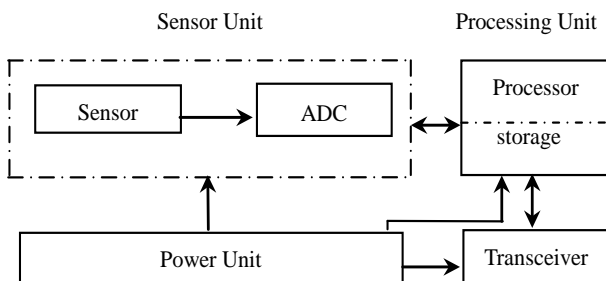 Sensor Unit
Processing Unit
Sensor
ADC
Processor
storage
Power Unit
Transceiver